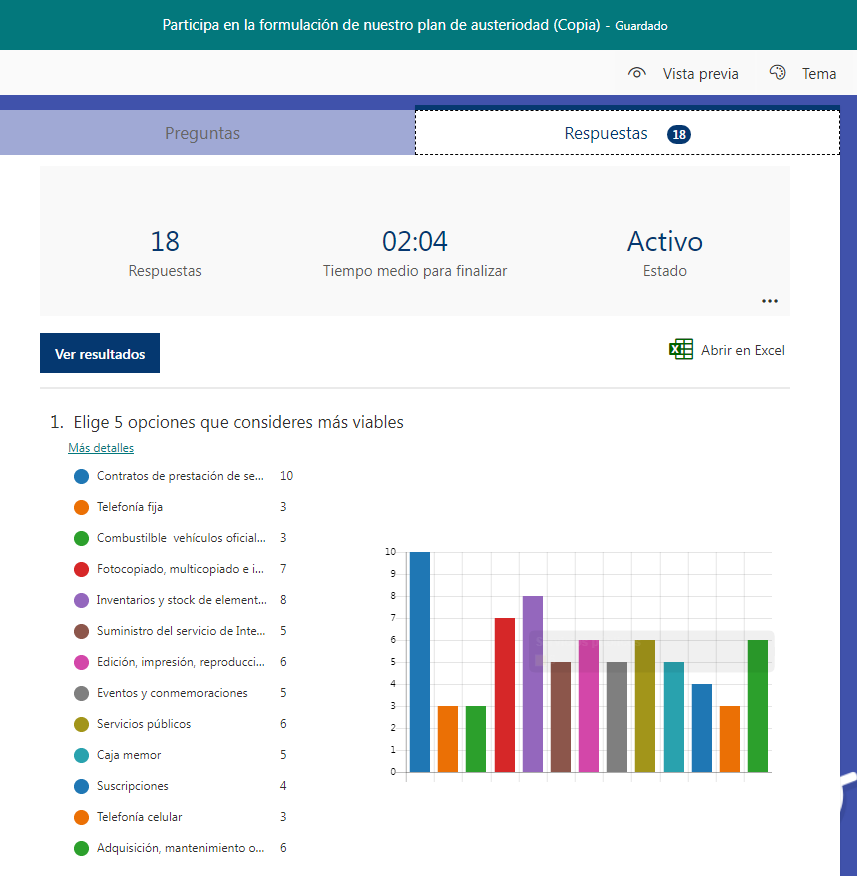 Participa en la formulación de nuestro plan de austeriodad (Copia) - Guardado
Vista previa Tema
Preguntas Respuestas 18
18 02:04 Activo
Respuestas Tiempo medio para finalizar Estado
...
Ver resultados Abrir en Excel
1. Elige 5 opciones que consideres más viables
Más detalles
Contratos de prestación de se... 10
Telefonía fija 3
Combustilble vehículos oficial... 3
Fotocopiado, multicopiado e i... 7
Inventarios y stock de element... 8
Suministro del servicio de Inte... 5
Edición, impresión, reproducci... 6
Eventos y conmemoraciones 5
Servicios públicos 6
Caja memor 5
Suscripciones 4
Telefonía celular 3
Adquisición, mantenimiento o... 6
10
9
8
7
6
5
4
3
2
1
0